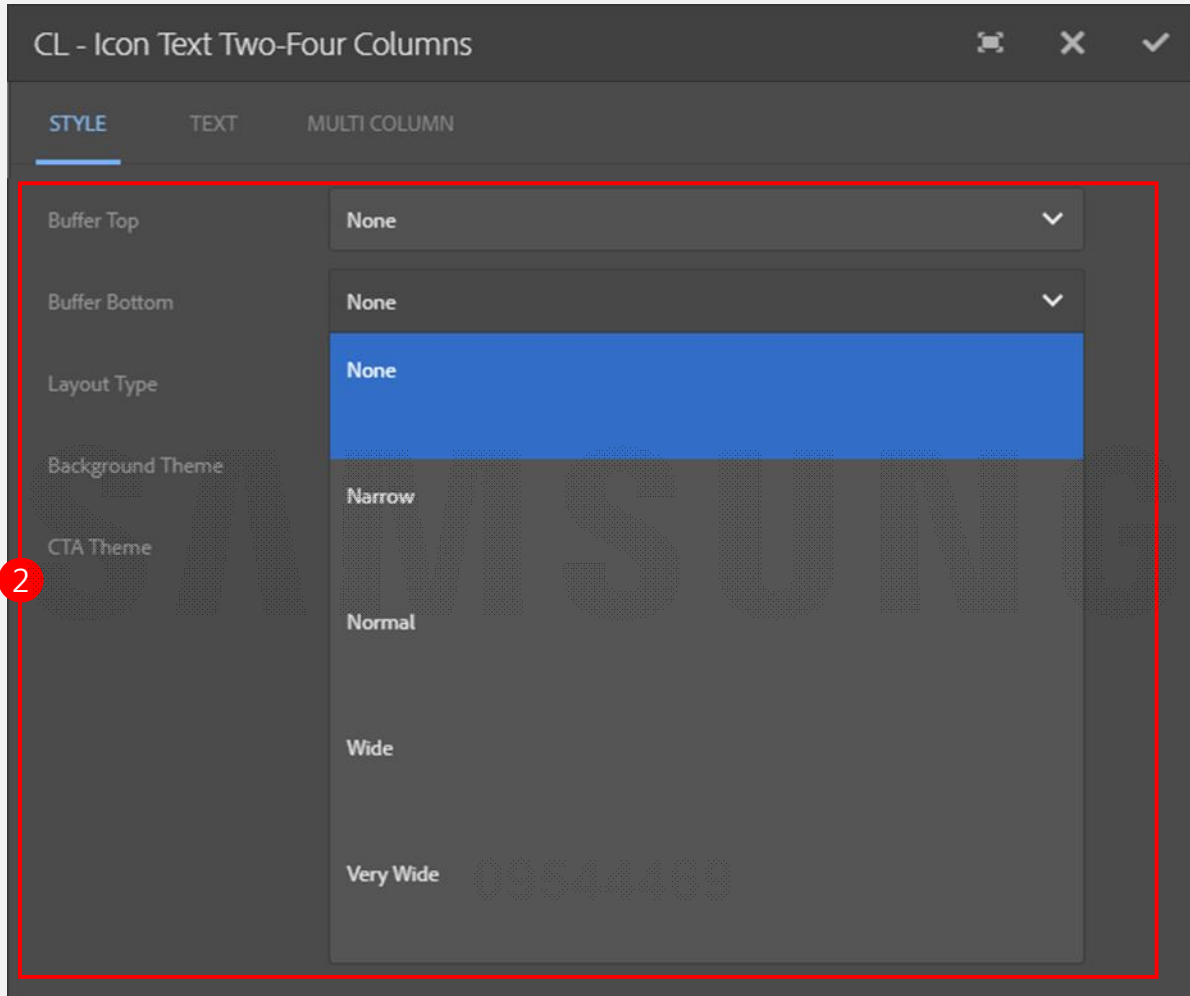 CL - Icon Text Two-Four Columns
STYLE TEXT MULTI COLUMN
Buffer Top None
Buffer Bottom None
None
Layout Type
Background Theme
Narrow
CTA Theme
2
Normal
Wide
Very Wide
SAMSUNG
09544469